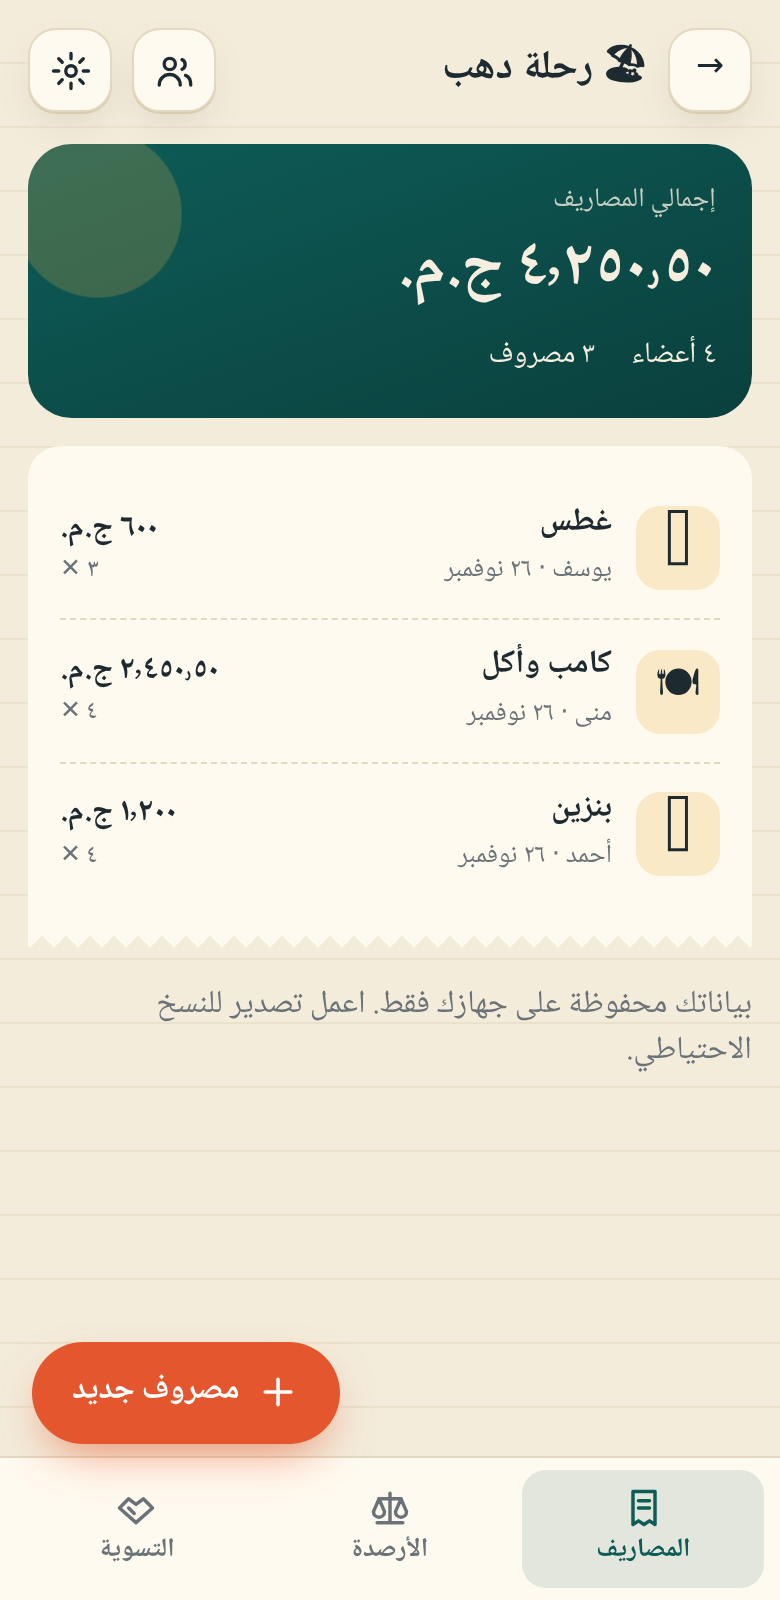 رحلة دهب
إجمالي المصاريف
٤,٢٥٠٫٥٠ ج.م.
٤ أعضاء ٣ مصروف
غطس
٦٠٠ ج.م.
يوسف · ٢٦ نوفمبر
٣ ×
كامب وأكل
٢,٤٥٠٫٥٠ ج.م.
منى · ٢٦ نوفمبر
٤ ×
بنزين
١,٢٠٠ ج.م.
أحمد · ٢٦ نوفمبر
٤ ×
بياناتك محفوظة على جهازك فقط. اعمل تصدير للنسخ
الاحتياطي.
مصروف جديد
المصاريف
الأرصدة
التسوية